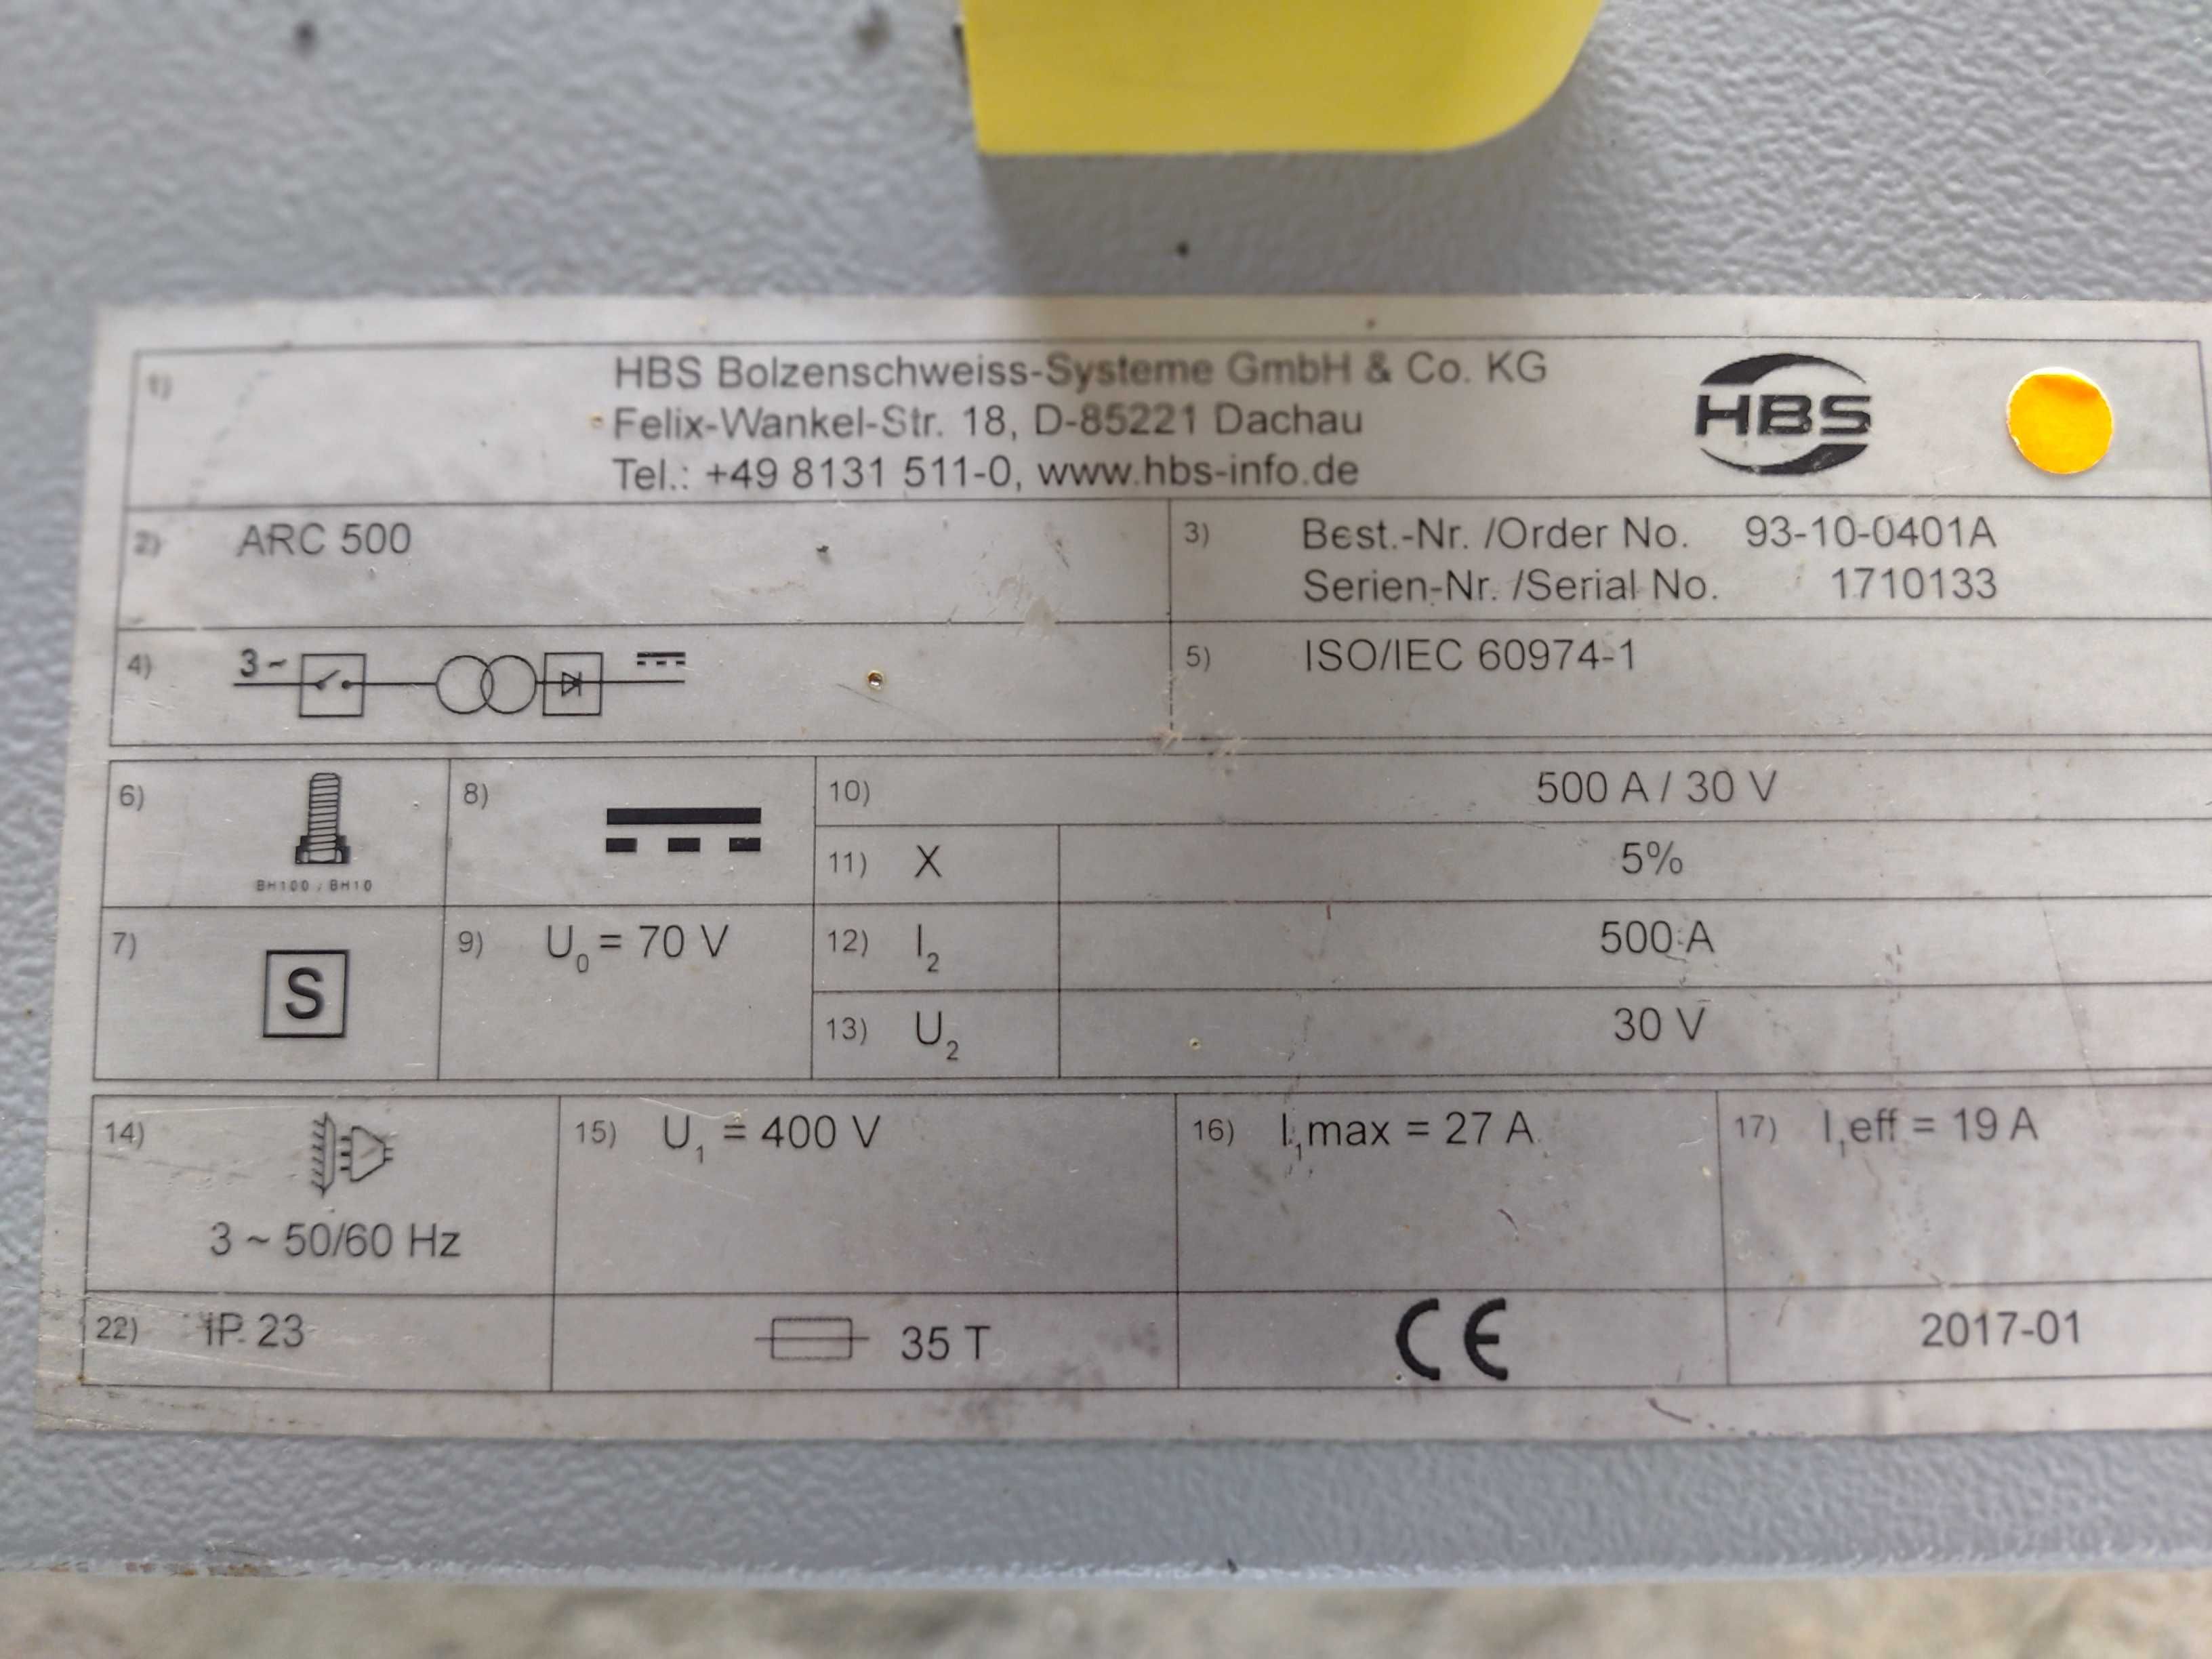 1) HBS Bolzenschweiss-Systeme GmbH & Co. KG
Felix-Wankel-Str. 18, D-85221 Dachau
Tel.: +49 8131 511-0, www.hbs-info.de
HBS
2) ARC 500
3) Best.-Nr. /Order No. 93-10-0401A
Serien-Nr. /Serial No. 1710133
4) 3~
5) ISO/IEC 60974-1
6) BH100 / BH10
7) S
8)
9) U₀ = 70 V
10) 500 A / 30 V
11) X 5%
12) I₂ 500 A
13) U₂ 30 V
14) 3 ~ 50/60 Hz
15) U₁ = 400 V
16) I₁max = 27 A
17) I₁eff = 19 A
22) IP 23
35 T
CE
2017-01